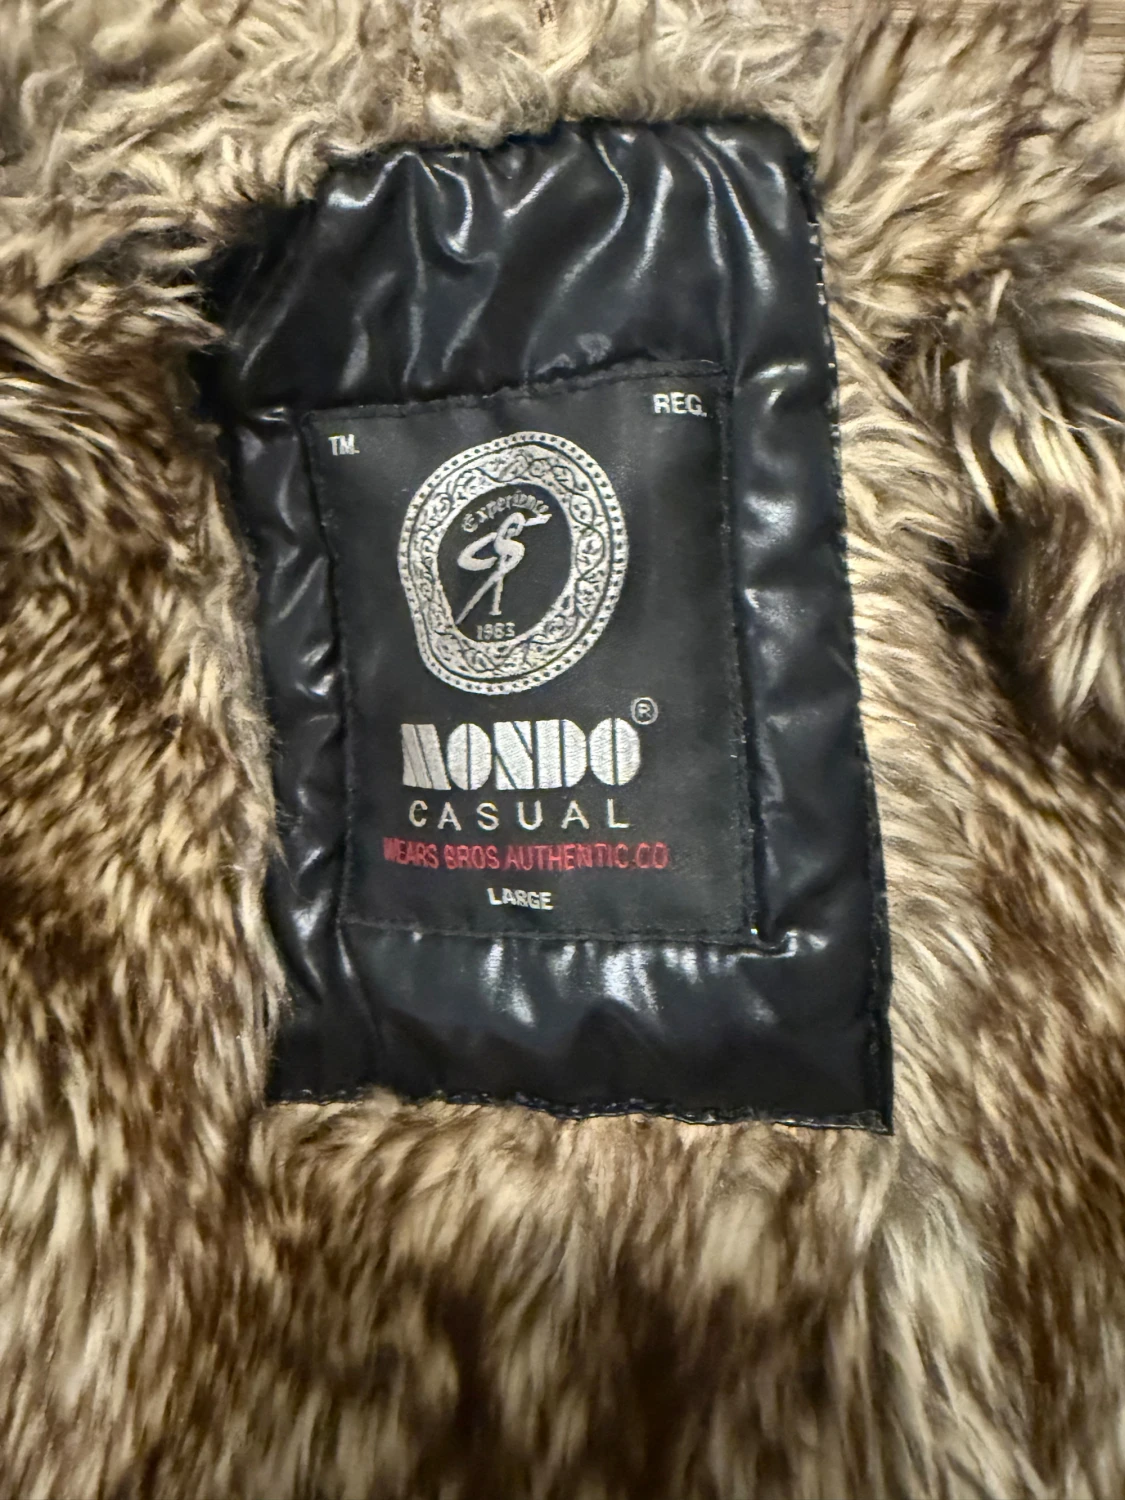 TM.
REG.
Experience
1983
MONDO®
CASUAL
WEARS BROS AUTHENTIC CO
LARGE